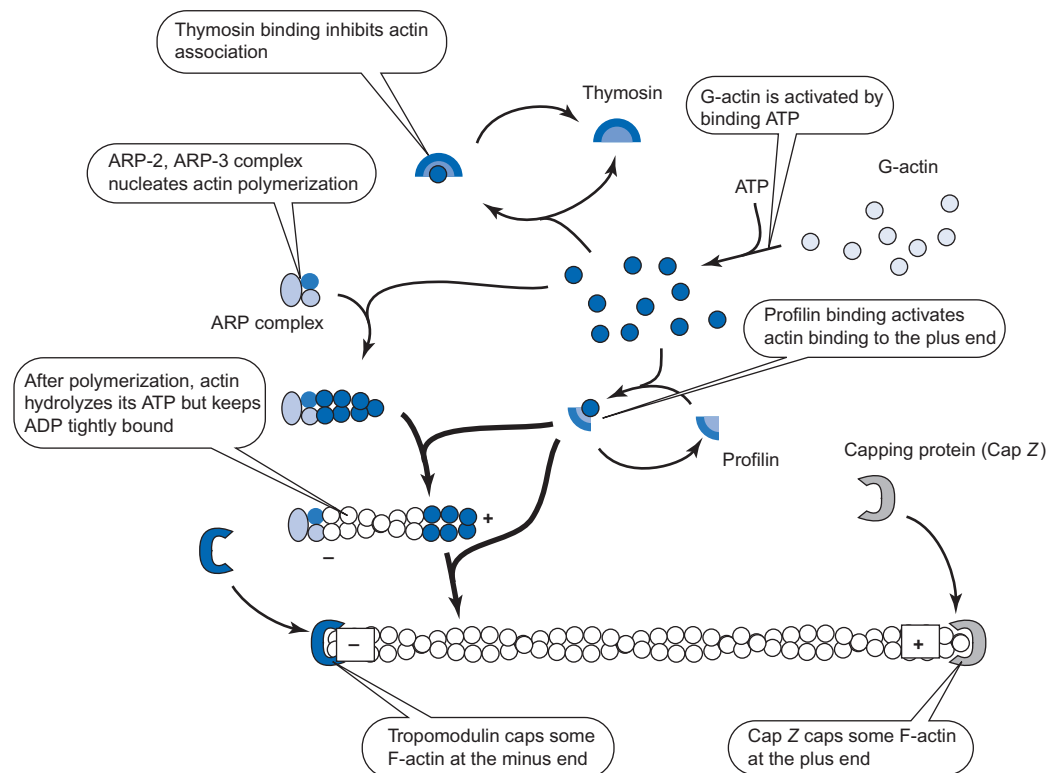 Thymosin binding inhibits actin
association
Thymosin
G-actin is activated by
binding ATP
ARP-2, ARP-3 complex
nucleates actin polymerization
ATP
G-actin
ARP complex
Profilin binding activates
actin binding to the plus end
After polymerization, actin
hydrolyzes its ATP but keeps
ADP tightly bound
Profilin
Capping protein (Cap Z)
+
–
–
+
Tropomodulin caps some
F-actin at the minus end
Cap Z caps some F-actin
at the plus end